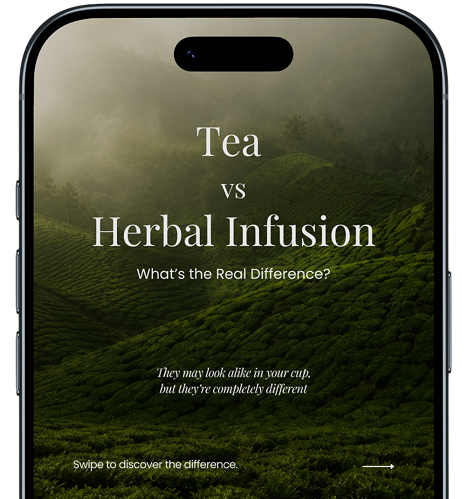 Tea
vs
Herbal Infusion
What's the Real Difference?
They may look alike in your cup,
but they're completely different
Swipe to discover the difference.